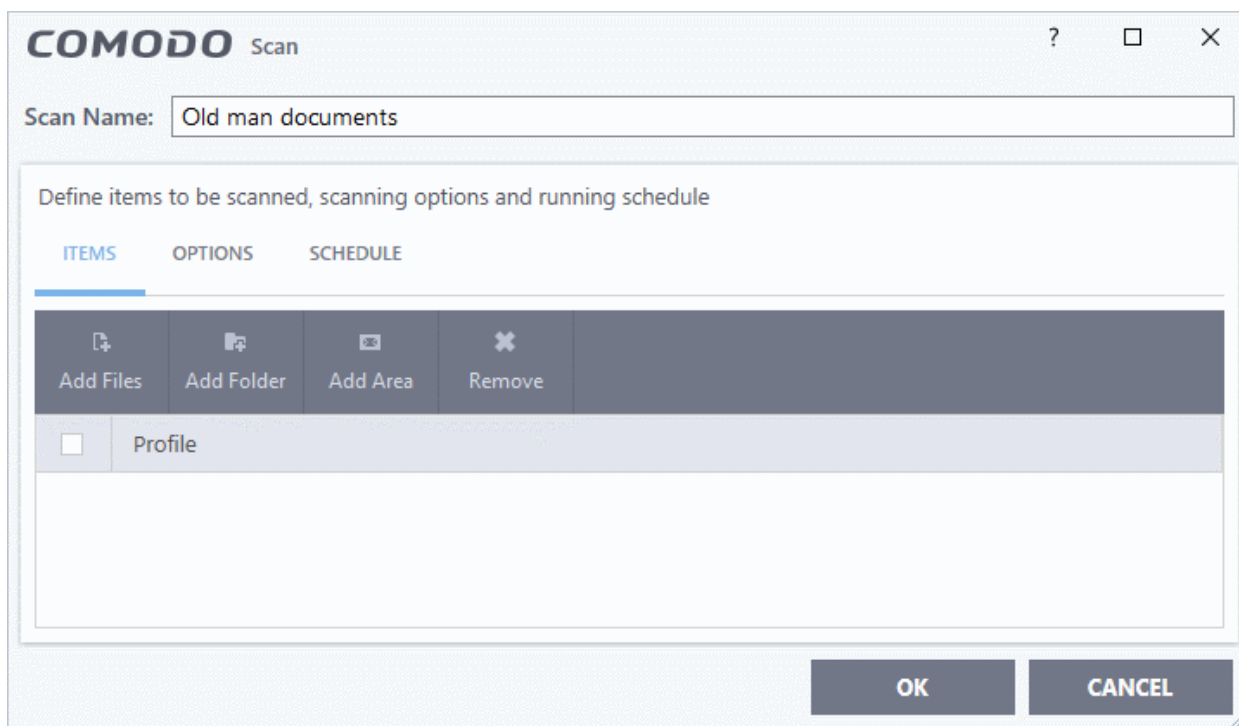 COMODO Scan ?
Scan Name: Old man documents
Define items to be scanned, scanning options and running schedule
ITEMS OPTIONS SCHEDULE
Add Files Add Folder Add Area Remove
Profile
OK CANCEL